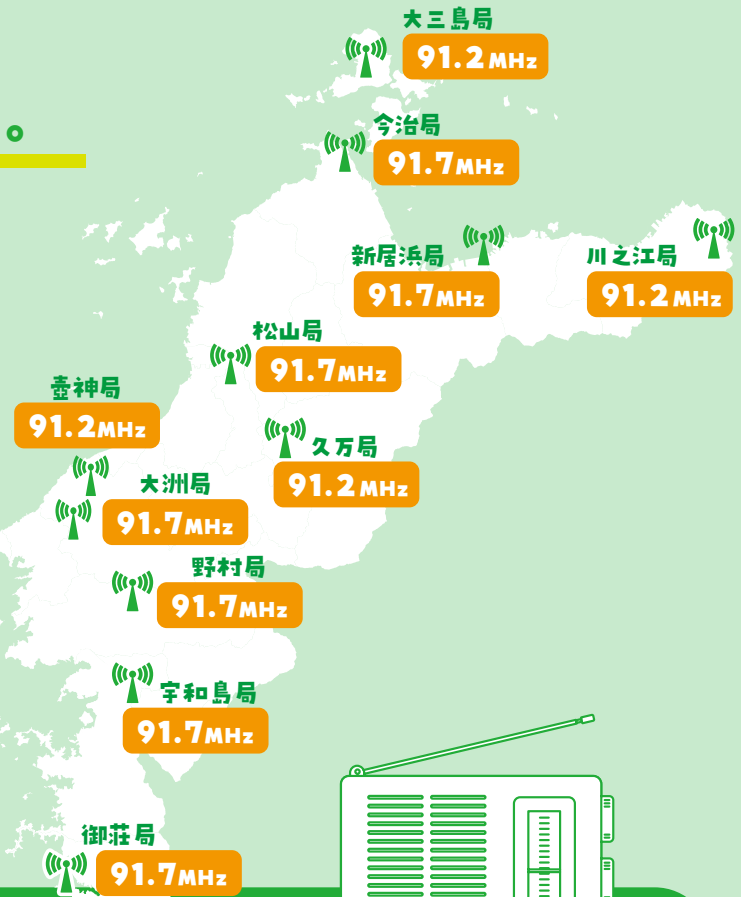 大三島局
91.2MHz
今治局
91.7MHz
新居浜局
91.7MHz
川之江局
91.2MHz
松山局
91.7MHz
壺神局
91.2MHz
久万局
91.2MHz
大洲局
91.7MHz
野村局
91.7MHz
宇和島局
91.7MHz
御荘局
91.7MHz